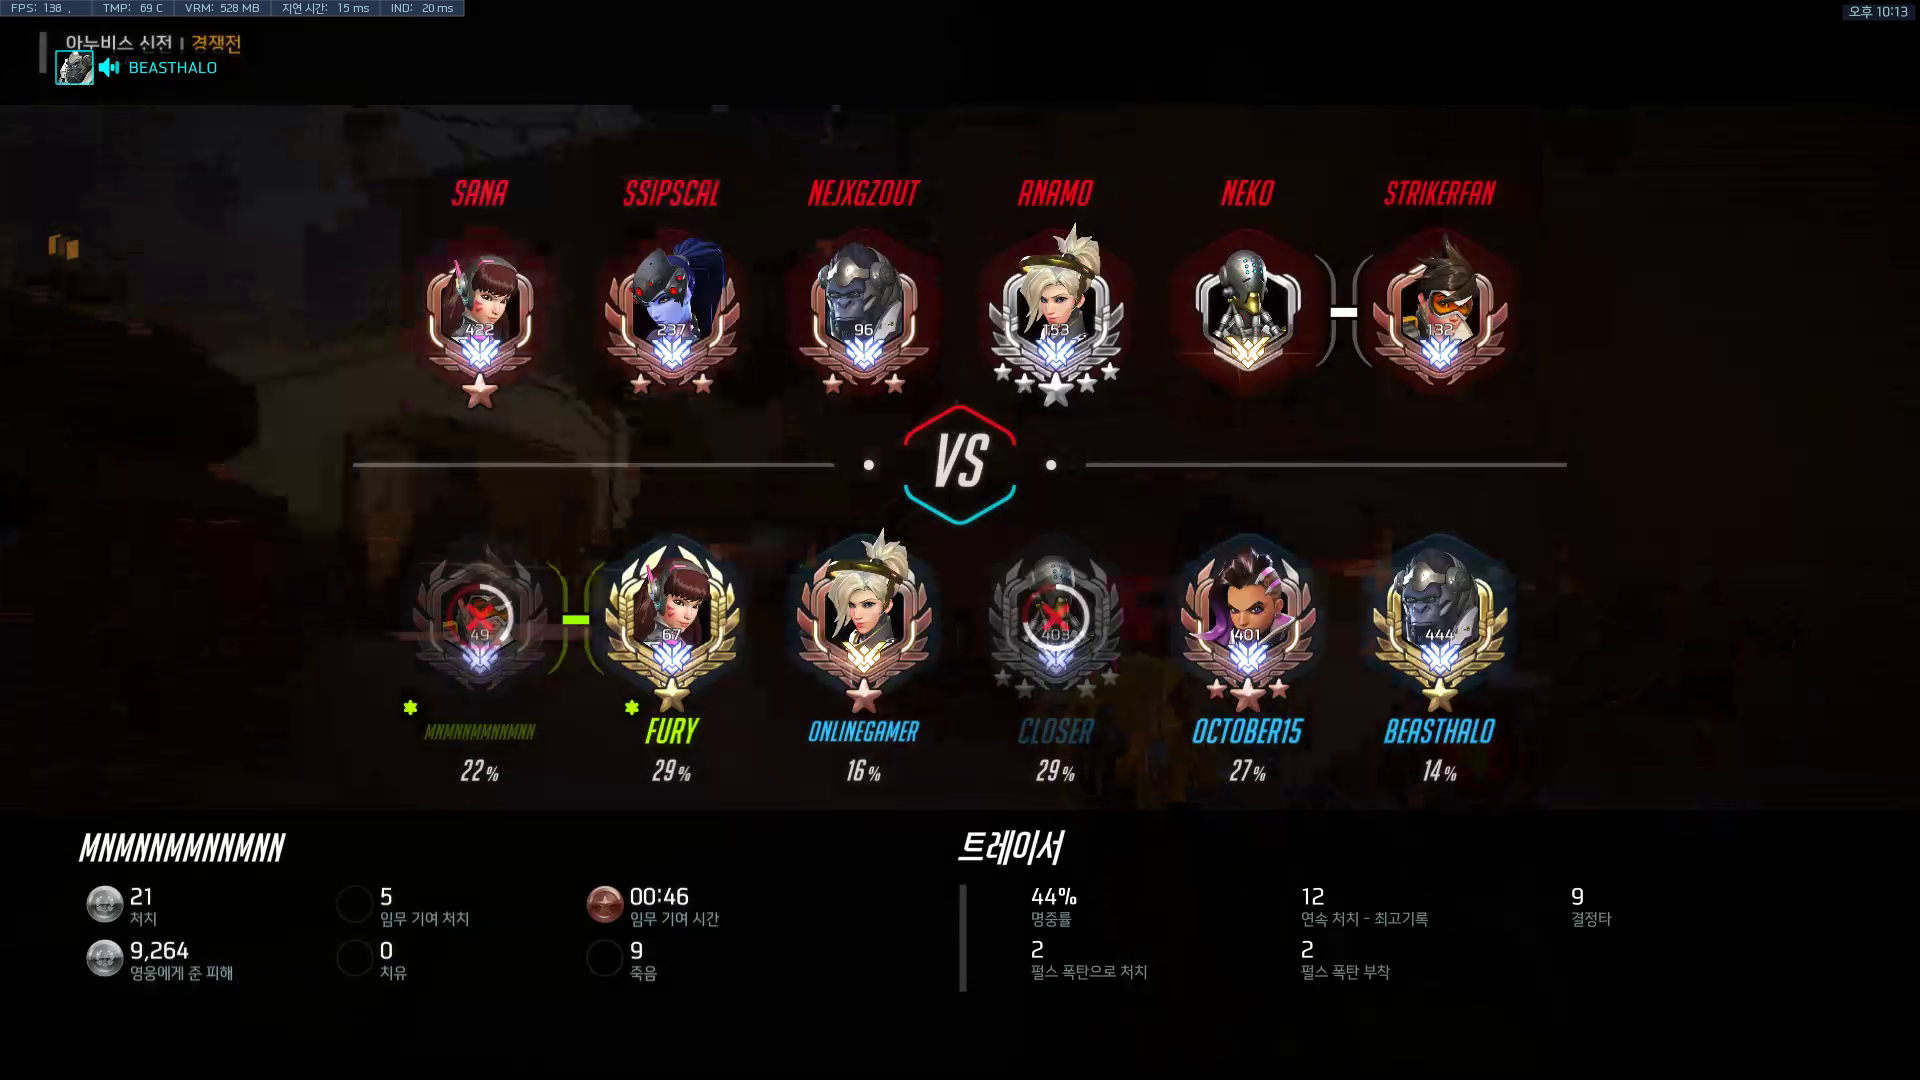 FPS: 138 , TMP: 69 C VRM: 528 MB 지연 시간: 15 ms IND: 20 ms
오후 10:13
아누비스 신전 | 경쟁전
BEASTHALO
SANA SSIPSCAL NEJXGZOUT ANAMO NEKO STRIKERFAN
422 237 96 153 132
VS
49 67 403 401 444
MNMNNMMNNMNN FURY ONLINEGAMER CLOSER OCTOBER15 BEASTHALO
22% 29% 16% 29% 27% 14%
MNMNNMMNNMNN
21 5 00:46
처치 임무 기여 처치 임무 기여 시간
9,264 0 9
영웅에게 준 피해 치유 죽음
트레이서
44% 12 9
명중률 연속 처치 - 최고기록 결정타
2 2
펄스 폭탄으로 처치 펄스 폭탄 부착